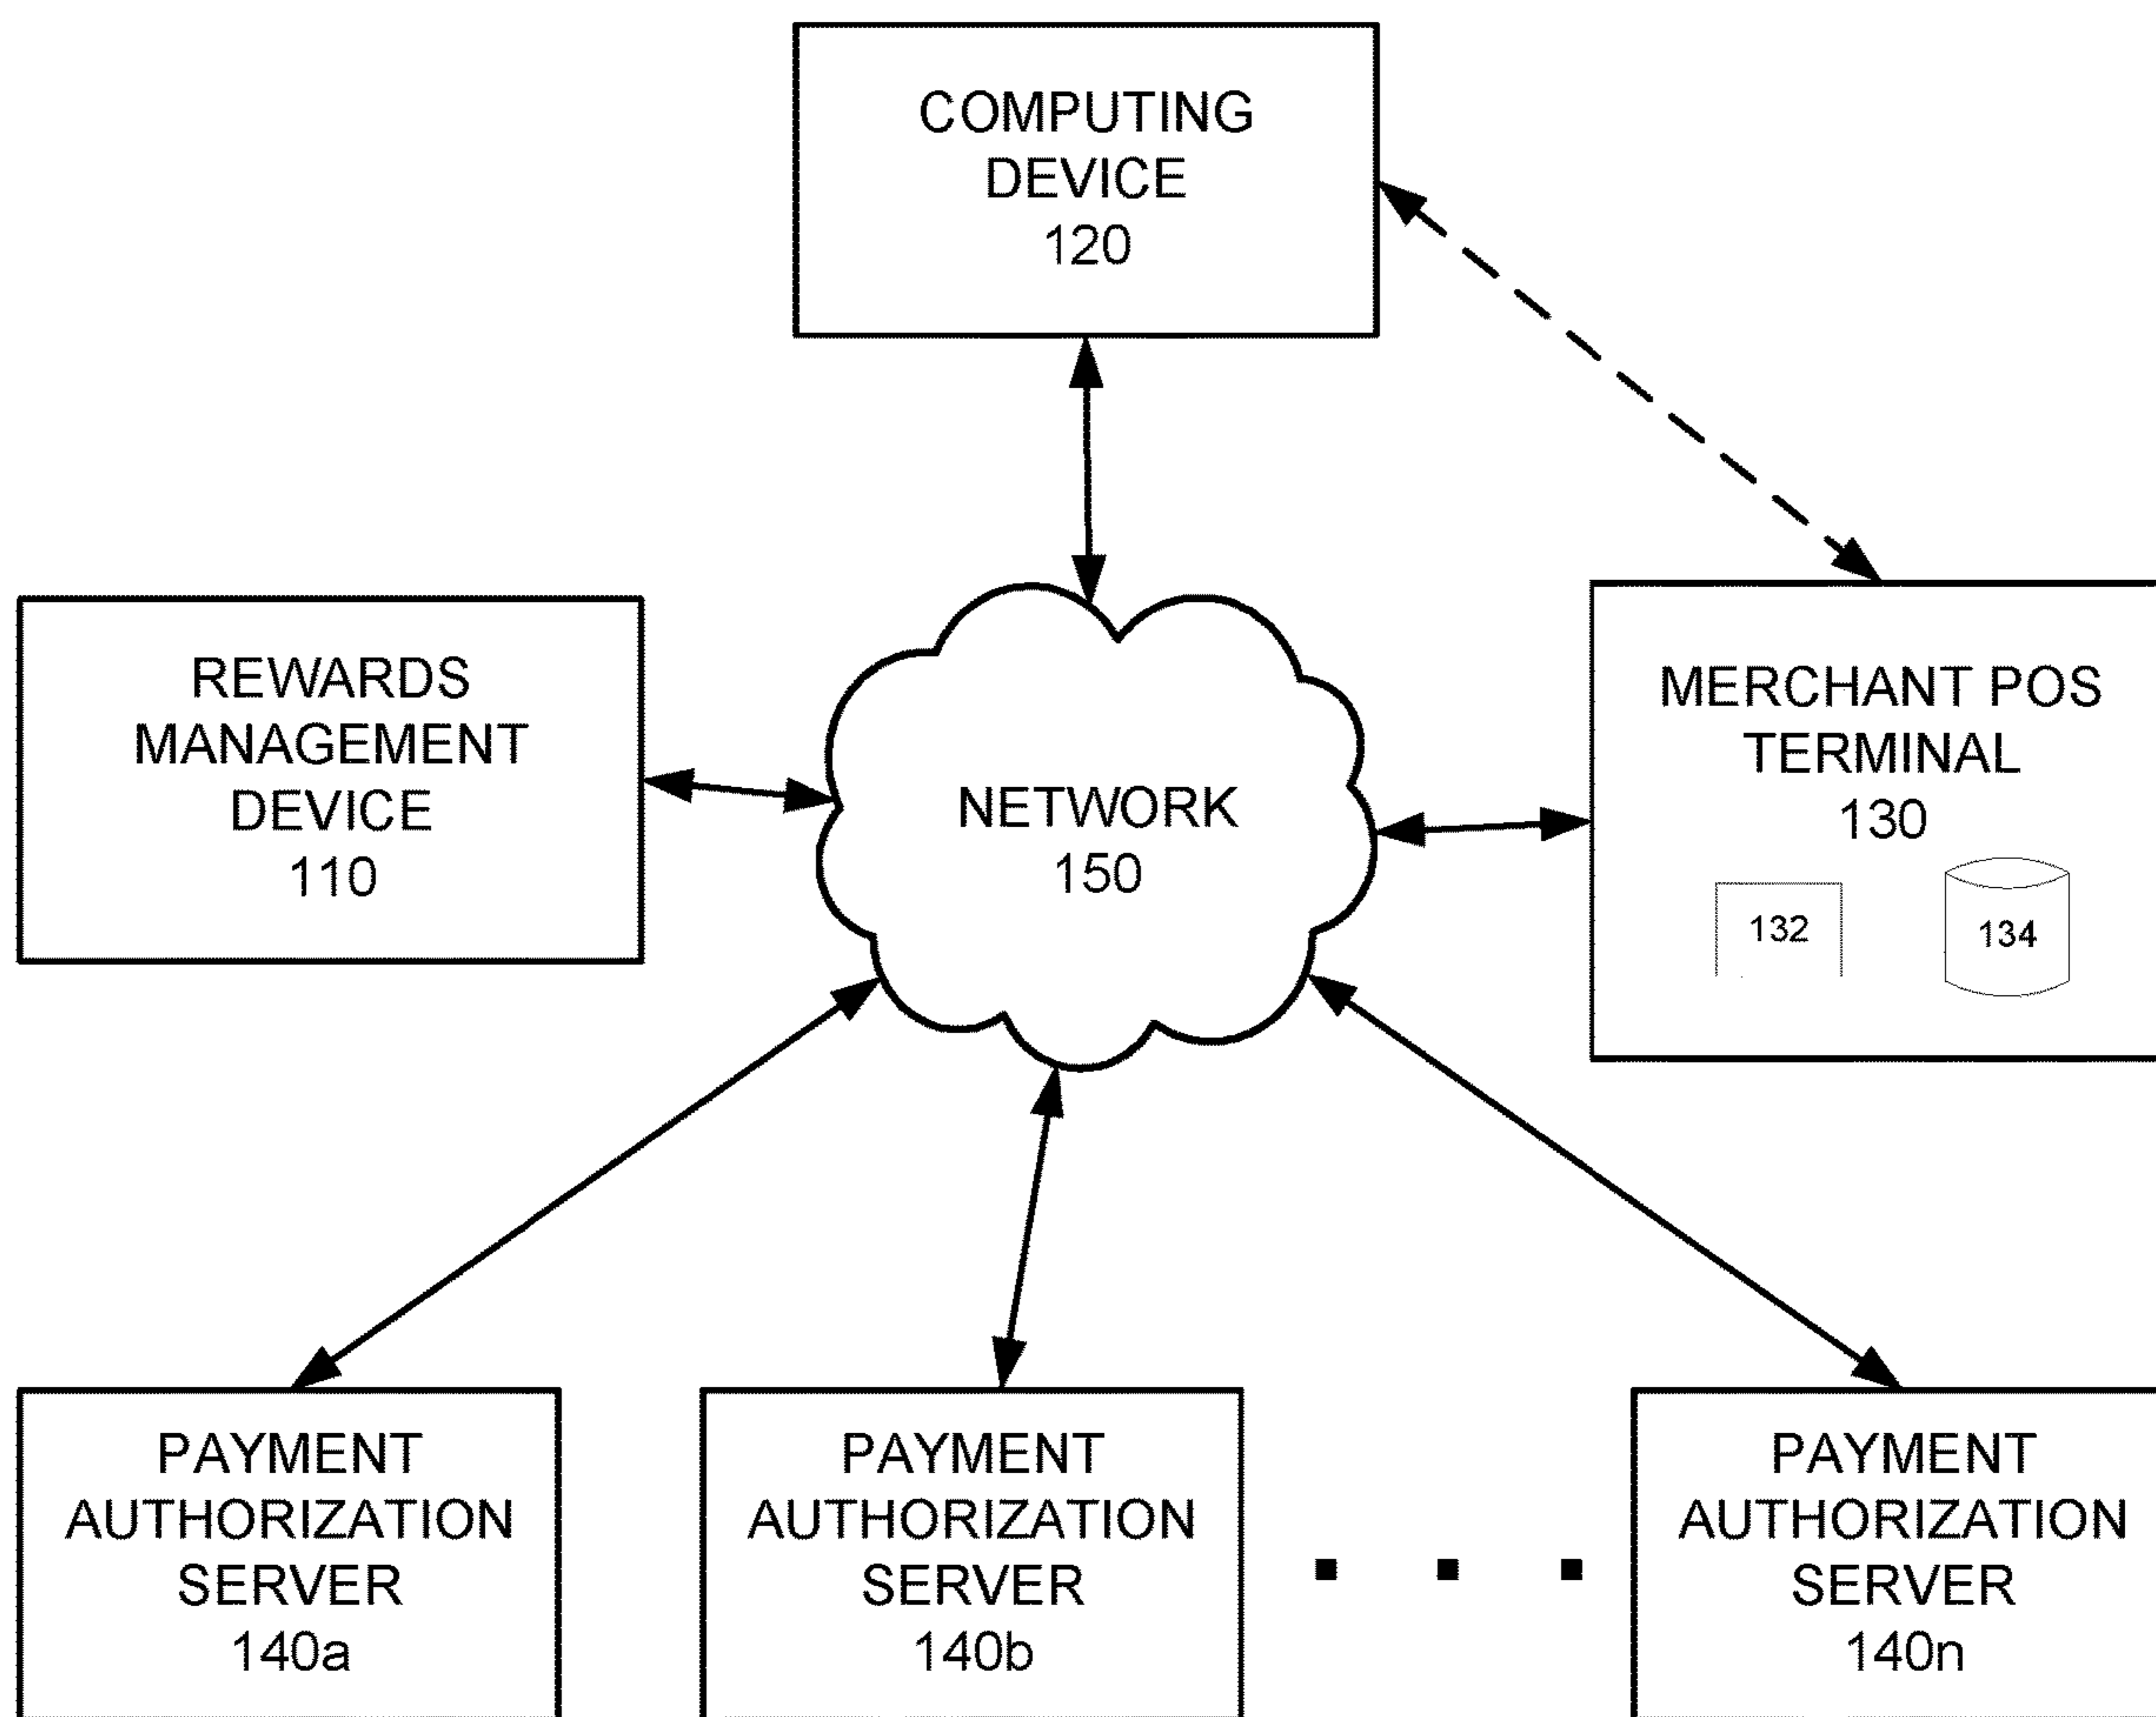 COMPUTING
DEVICE
120
REWARDS
MANAGEMENT
DEVICE
110
NETWORK
150
MERCHANT POS
TERMINAL
130
132
134
PAYMENT
AUTHORIZATION
SERVER
140a
PAYMENT
AUTHORIZATION
SERVER
140b
PAYMENT
AUTHORIZATION
SERVER
140n